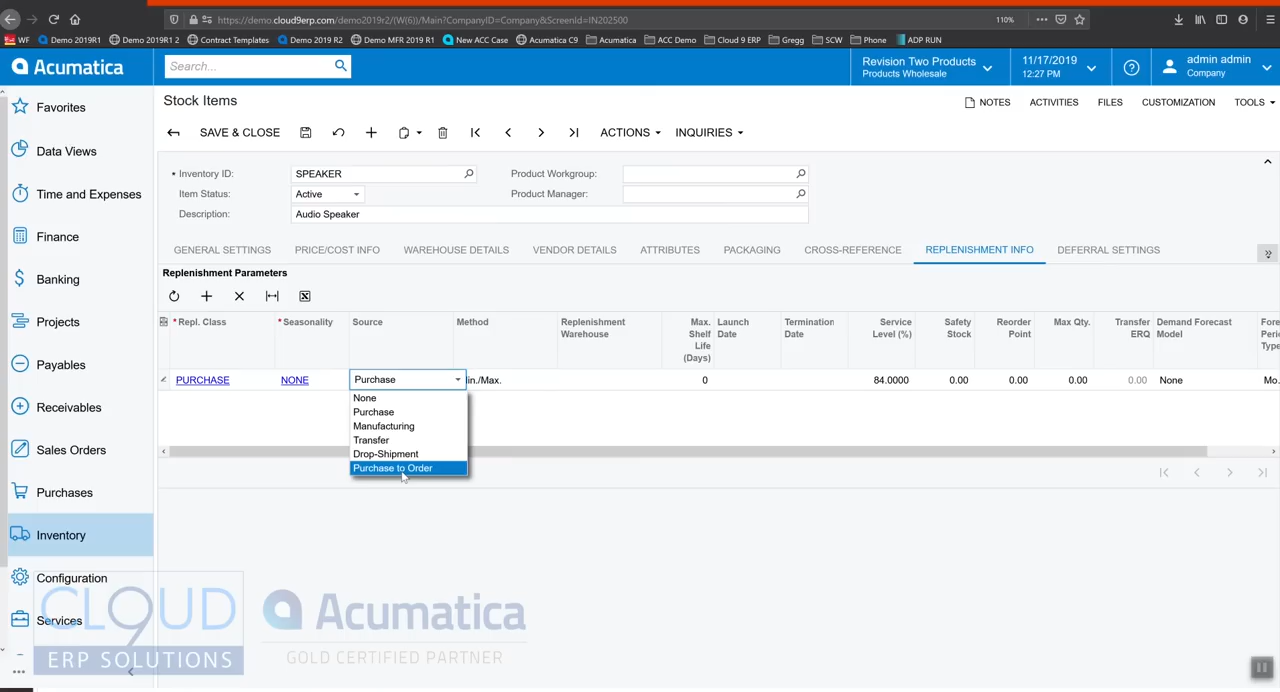 https://demo.cloud9erp.com/demo2019r2/(W(6))/Main?CompanyID=Company&ScreenId=IN202500
110%
WF
Demo 2019R1
Demo 2019R1 2
Contract Templates
Demo 2019 R2
Demo MFR 2019 R1
New ACC Case
Acumatica C9
Acumatica
ACC Demo
Cloud 9 ERP
Gregg
SCW
Phone
ADP RUN
Acumatica
Search...
Revision Two Products
Products Wholesale
11/17/2019
12:27 PM
admin admin
Company
Favorites
Data Views
Time and Expenses
Finance
Banking
Projects
Payables
Receivables
Sales Orders
Purchases
Inventory
Configuration
Services
Stock Items
NOTES
ACTIVITIES
FILES
CUSTOMIZATION
TOOLS
SAVE & CLOSE
ACTIONS
INQUIRIES
Inventory ID:
SPEAKER
Product Workgroup:
Item Status:
Active
Product Manager:
Description:
Audio Speaker
GENERAL SETTINGS
PRICE/COST INFO
WAREHOUSE DETAILS
VENDOR DETAILS
ATTRIBUTES
PACKAGING
CROSS-REFERENCE
REPLENISHMENT INFO
DEFERRAL SETTINGS
Replenishment Parameters
*Repl. Class
*Seasonality
Source
Method
Replenishment
Warehouse
Max.
Shelf
Life
(Days)
Launch
Date
Termination
Date
Service
Level (%)
Safety
Stock
Reorder
Point
Max Qty.
Transfer
ERQ
Demand Forecast
Model
Fore
Peri
Type
PURCHASE
NONE
Purchase
in./Max.
0
84.0000
0.00
0.00
0.00
0.00
None
Mo.
None
Purchase
Manufacturing
Transfer
Drop-Shipment
Purchase to Order
CLOUD
9
ERP SOLUTIONS
Acumatica
GOLD CERTIFIED PARTNER